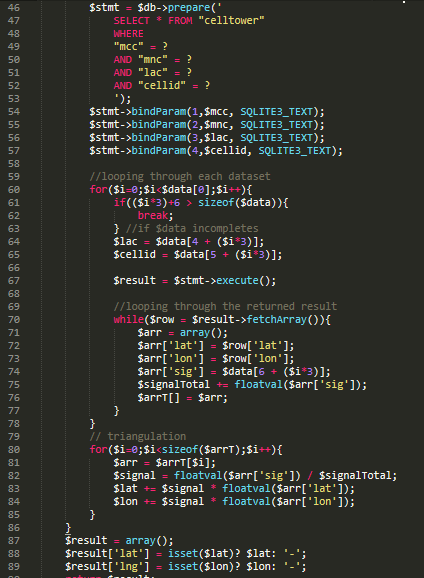 46 $stmt = $db->prepare('
47 SELECT * FROM "celltower"
48 WHERE
49 "mcc" = ?
50 AND "mnc" = ?
51 AND "lac" = ?
52 AND "cellid" = ?
53 ');
54 $stmt->bindParam(1,$mcc, SQLITE3_TEXT);
55 $stmt->bindParam(2,$mnc, SQLITE3_TEXT);
56 $stmt->bindParam(3,$lac, SQLITE3_TEXT);
57 $stmt->bindParam(4,$cellid, SQLITE3_TEXT);
58
59 //looping through each dataset
60 for($i=0;$i<$data[0];$i++){
61 if(($i*3)+6 > sizeof($data)){
62 break;
63 } //if $data incompletes
64 $lac = $data[4 + ($i*3)];
65 $cellid = $data[5 + ($i*3)];
66
67 $result = $stmt->execute();
68
69 //looping through the returned result
70 while($row = $result->fetchArray()){
71 $arr = array();
72 $arr['lat'] = $row['lat'];
73 $arr['lon'] = $row['lon'];
74 $arr['sig'] = $data[6 + ($i*3)];
75 $signalTotal += floatval($arr['sig']);
76 $arrT[] = $arr;
77 }
78 }
79 // triangulation
80 for($i=0;$i<sizeof($arrT);$i++){
81 $arr = $arrT[$i];
82 $signal = floatval($arr['sig']) / $signalTotal;
83 $lat += $signal * floatval($arr['lat']);
84 $lon += $signal * floatval($arr['lon']);
85 }
86 }
87 $result = array();
88 $result['lat'] = isset($lat)? $lat: '-';
89 $result['lng'] = isset($lon)? $lon: '-';